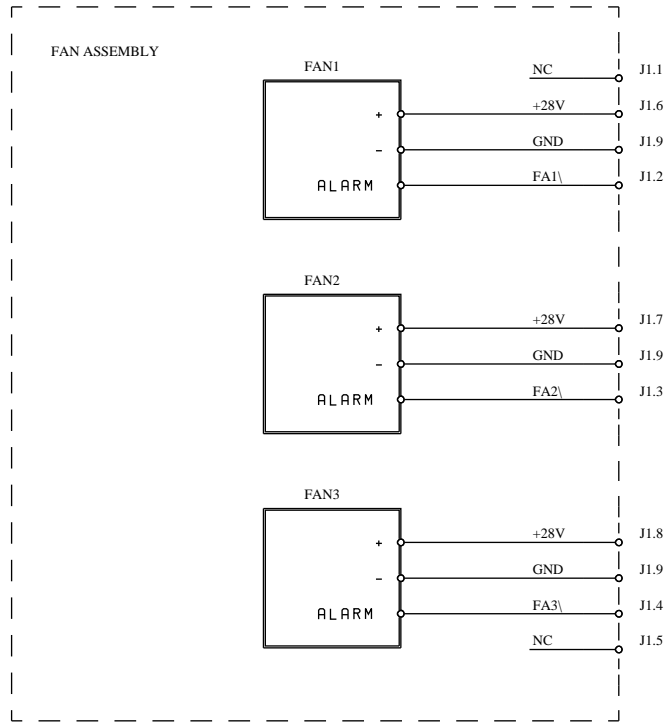 FAN ASSEMBLY
FAN1
NC J1.1
+ +28V J1.6
- GND J1.9
ALARM FA1\ J1.2
FAN2
+ +28V J1.7
- GND J1.9
ALARM FA2\ J1.3
FAN3
+ +28V J1.8
- GND J1.9
ALARM FA3\ J1.4
NC J1.5